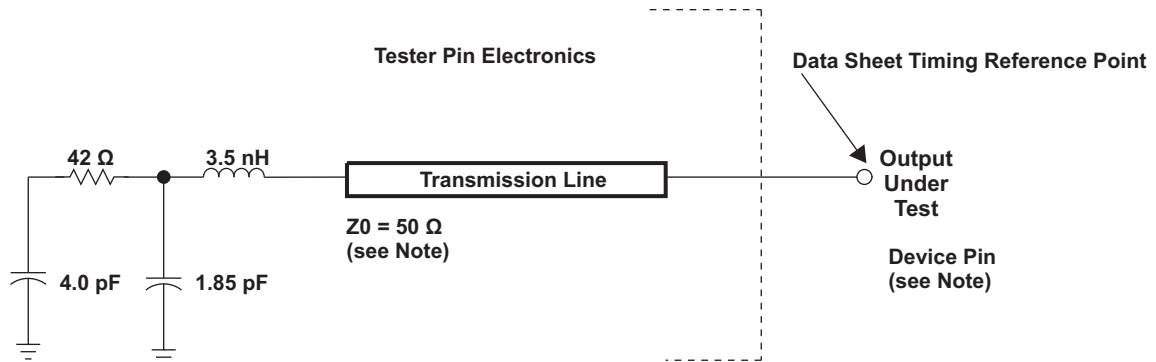 Tester Pin Electronics
Data Sheet Timing Reference Point
42 Ω
3.5 nH
Transmission Line
Output
Under
Test
Z0 = 50 Ω
(see Note)
Device Pin
(see Note)
4.0 pF
1.85 pF